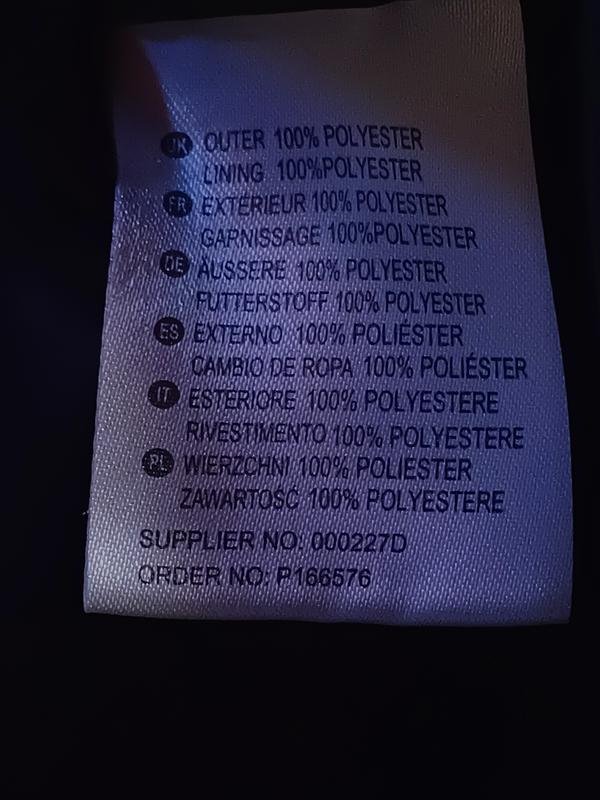 UK OUTER 100% POLYESTER
LINING 100%POLYESTER
FR EXTERIEUR 100% POLYESTER
GARNISSAGE 100%POLYESTER
DE ÄUSSERE 100% POLYESTER
FUTTERSTOFF 100% POLYESTER
ES EXTERNO 100% POLIÉSTER
CAMBIO DE ROPA 100% POLIÉSTER
IT ESTERIORE 100% POLYESTERE
RIVESTIMENTO 100% POLYESTERE
PL WIERZCHNI 100% POLIESTER
ZAWARTOSC 100% POLYESTERE
SUPPLIER NO: 000227D
ORDER NO: P166576